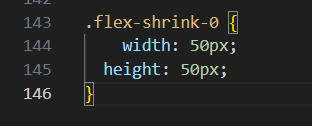 143 .flex-shrink-0 {
144 width: 50px;
145 height: 50px;
146 }